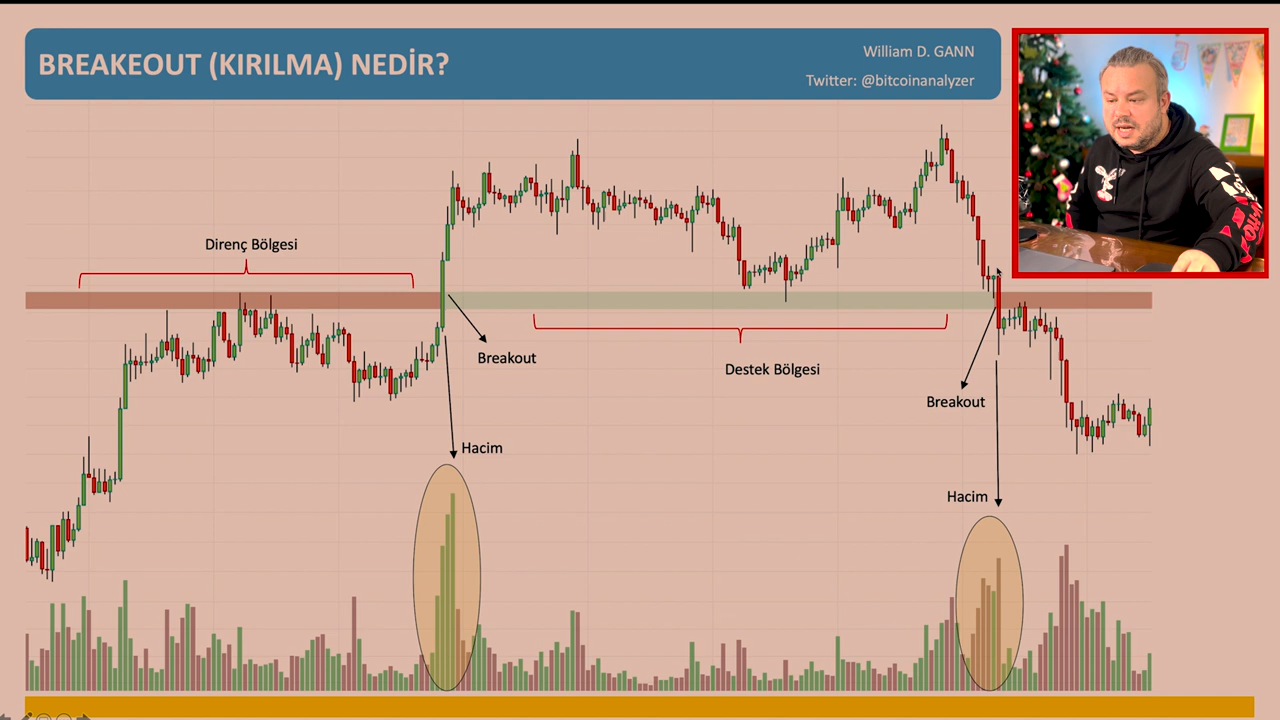 BREAKEOUT (KIRILMA) NEDİR?
William D. GANN
Twitter: @bitcoinanalyzer
Direnç Bölgesi
Breakout
Destek Bölgesi
Breakout
Hacim
Hacim